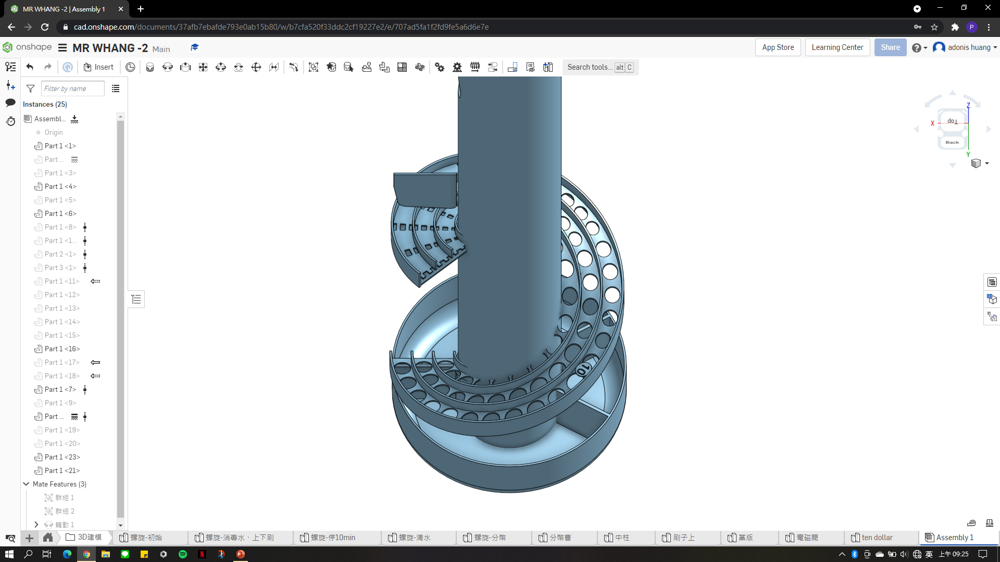 MR WHANG -2 | Assembly 1
cad.onshape.com/documents/37afb7ebafde793e0ab15b80/w/b7cfa520f33ddc2cf19227e2/e/707ad5fa1f2fd9fe5a6d6e7e
P
onshape
MR WHANG -2 Main
App Store
Learning Center
Share
adonis huang
Insert
Search tools... alt C
Filter by name
Instances (25)
Assembl...
Origin
Part 1 <1>
Part ...
Part 1 <3>
Part 1 <4>
Part 1 <5>
Part 1 <6>
Part 1 <8>
Part 1 <1...
Part 2 <1>
Part 3 <1>
Part 1 <11>
Part 1 <12>
Part 1 <13>
Part 1 <14>
Part 1 <15>
Part 1 <16>
Part 1 <17>
Part 1 <18>
Part 1 <7>
Part 1 <9>
Part ...
Part 1 <19>
Part 1 <20>
Part 1 <23>
Part 1 <21>
Mate Features (3)
群組 1
群組 2
轉動 1
Z
X
Top
Back
Y
10
3D建模
螺旋-初始
螺旋-消毒水、上下刷
螺旋-停10min
螺旋-清水
螺旋-分幣
分幣曹
中柱
刷子上
黨版
電磁閥
ten dollar
Assembly 1
英
上午 09:25